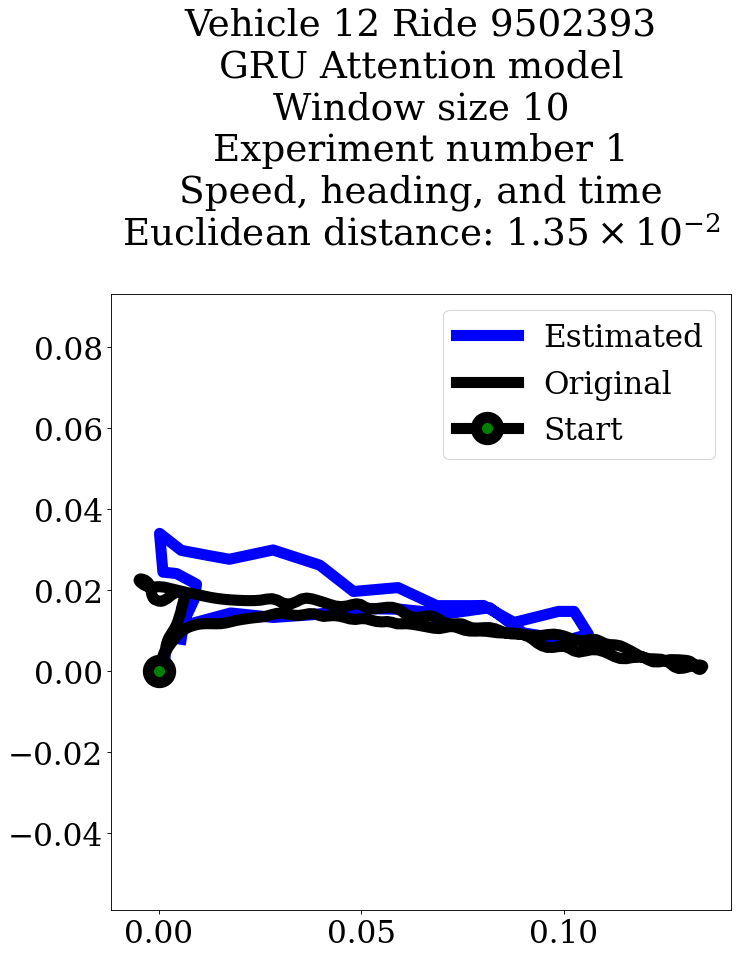 Vehicle 12 Ride 9502393
GRU Attention model
Window size 10
Experiment number 1
Speed, heading, and time
Euclidean distance: 1.35 × 10⁻²
Estimated
Original
Start
0.08
0.06
0.04
0.02
0.00
−0.02
−0.04
0.00 0.05 0.10